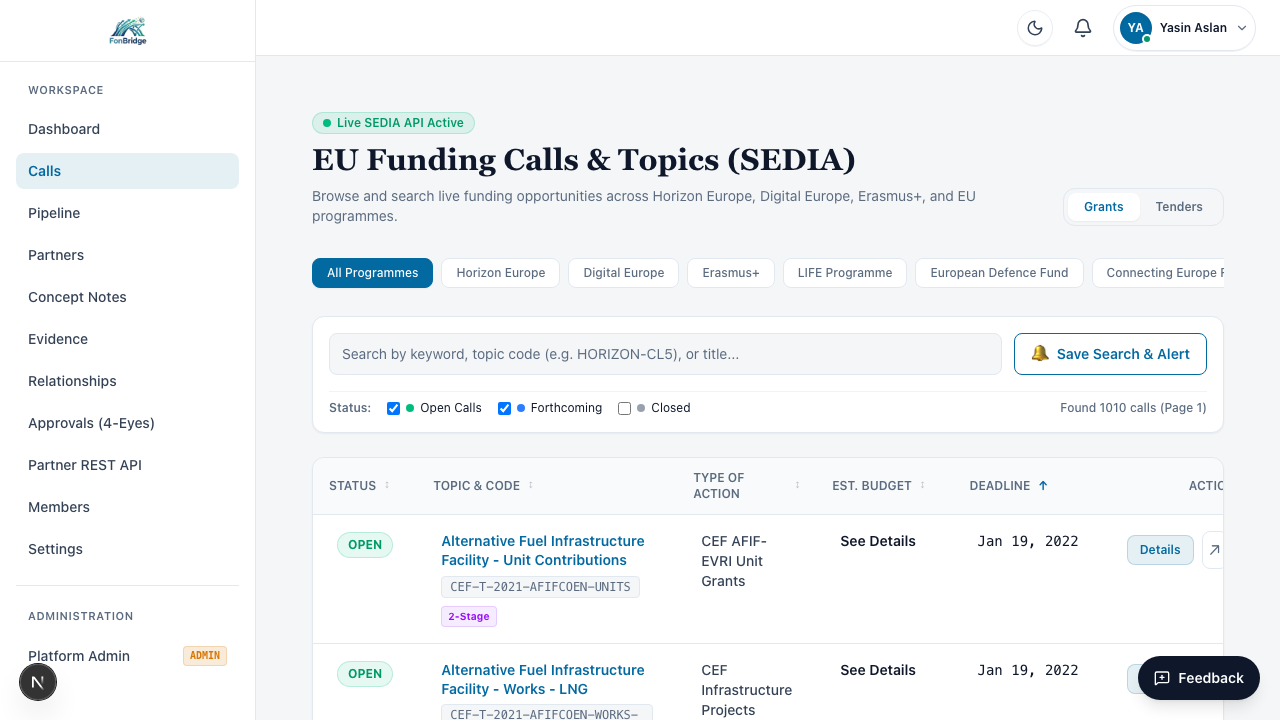 FonBridge
YA
Yasin Aslan
WORKSPACE
Dashboard
Calls
Pipeline
Partners
Concept Notes
Evidence
Relationships
Approvals (4-Eyes)
Partner REST API
Members
Settings
ADMINISTRATION
Platform Admin
ADMIN
N
Live SEDIA API Active
EU Funding Calls & Topics (SEDIA)
Browse and search live funding opportunities across Horizon Europe, Digital Europe, Erasmus+, and EU
programmes.
Grants
Tenders
All Programmes
Horizon Europe
Digital Europe
Erasmus+
LIFE Programme
European Defence Fund
Connecting Europe F
Search by keyword, topic code (e.g. HORIZON-CL5), or title...
Save Search & Alert
Status:
Open Calls
Forthcoming
Closed
Found 1010 calls (Page 1)
STATUS ↕
TOPIC & CODE ↕
TYPE OF
ACTION ↕
EST. BUDGET ↕
DEADLINE ↑
ACTIO
OPEN
Alternative Fuel Infrastructure
Facility - Unit Contributions
CEF-T-2021-AFIFCOEN-UNITS
2-Stage
CEF AFIF-
EVRI Unit
Grants
See Details
Jan 19, 2022
Details
OPEN
Alternative Fuel Infrastructure
Facility - Works - LNG
CEF-T-2021-AFIFCOEN-WORKS-
CEF
Infrastructure
Projects
See Details
Jan 19, 2022
Feedback